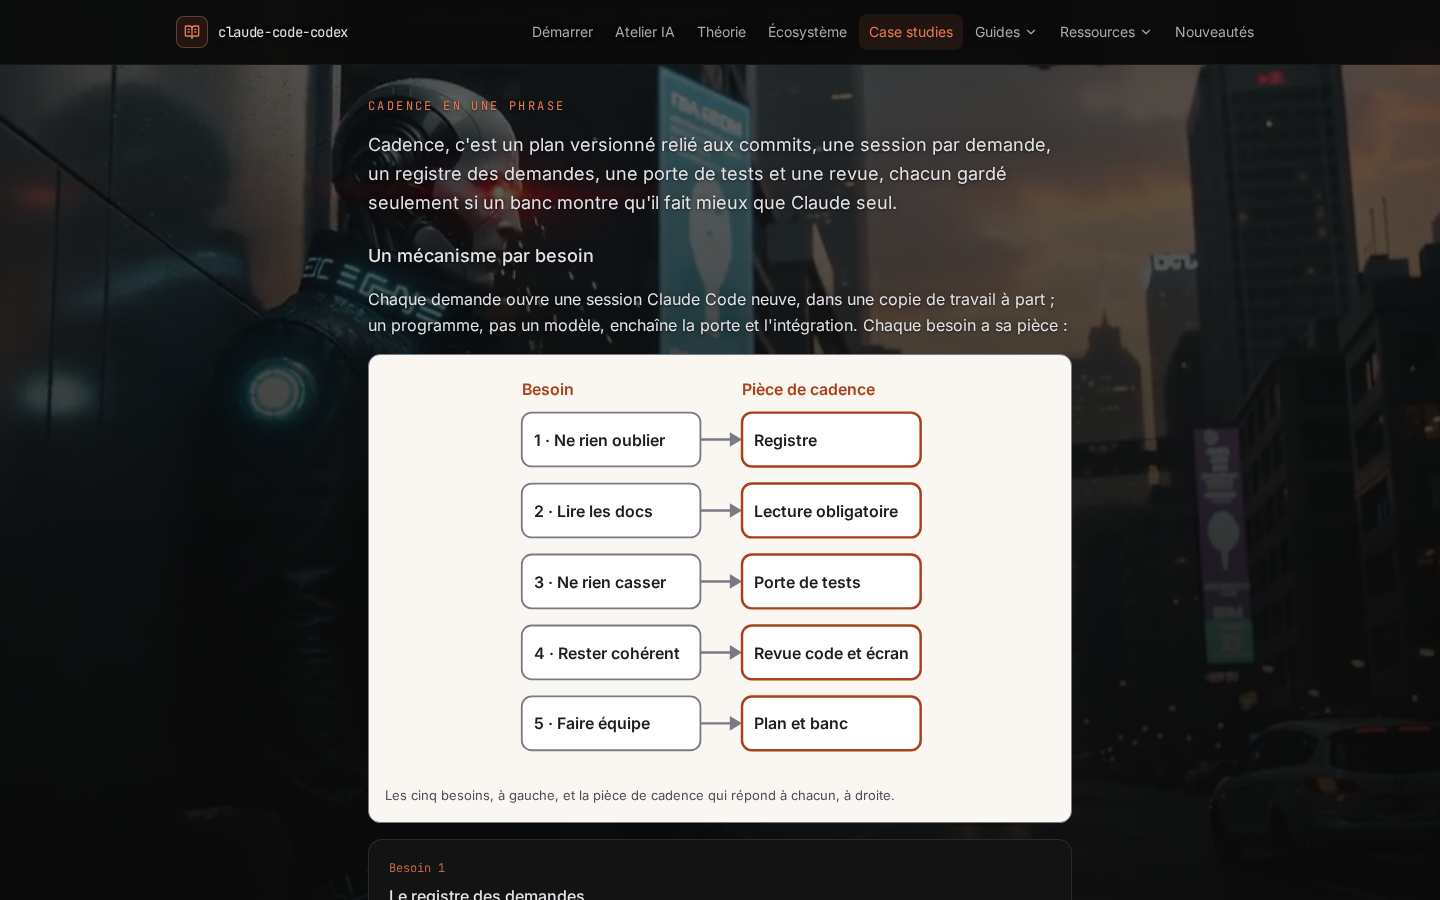 claude-code-codex
Démarrer
Atelier IA
Théorie
Écosystème
Case studies
Guides
Ressources
Nouveautés
CADENCE EN UNE PHRASE
Cadence, c'est un plan versionné relié aux commits, une session par demande,
un registre des demandes, une porte de tests et une revue, chacun gardé
seulement si un banc montre qu'il fait mieux que Claude seul.
Un mécanisme par besoin
Chaque demande ouvre une session Claude Code neuve, dans une copie de travail à part ;
un programme, pas un modèle, enchaîne la porte et l'intégration. Chaque besoin a sa pièce :
Besoin
Pièce de cadence
1 · Ne rien oublier
Registre
2 · Lire les docs
Lecture obligatoire
3 · Ne rien casser
Porte de tests
4 · Rester cohérent
Revue code et écran
5 · Faire équipe
Plan et banc
Les cinq besoins, à gauche, et la pièce de cadence qui répond à chacun, à droite.
Besoin 1
Le registre des demandes